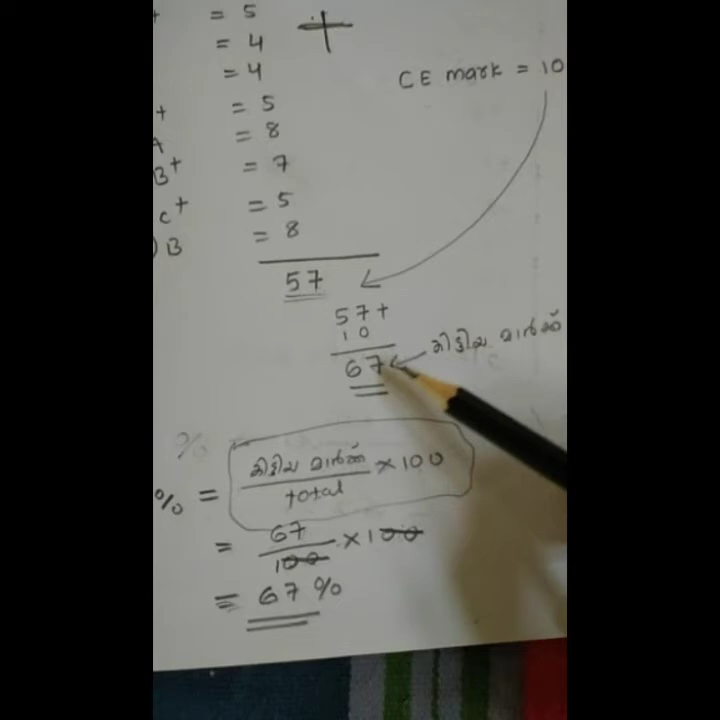 + = 5
= 4
= 4
CE mark = 10
+ = 5
A = 8
B+ = 7
c+ = 5
) B = 8
57
57+
10
67
കിട്ടിയ മാർക്ക്
%
% = കിട്ടിയ മാർക്ക് × 100
total
= 67 × 100
100
= 67 %